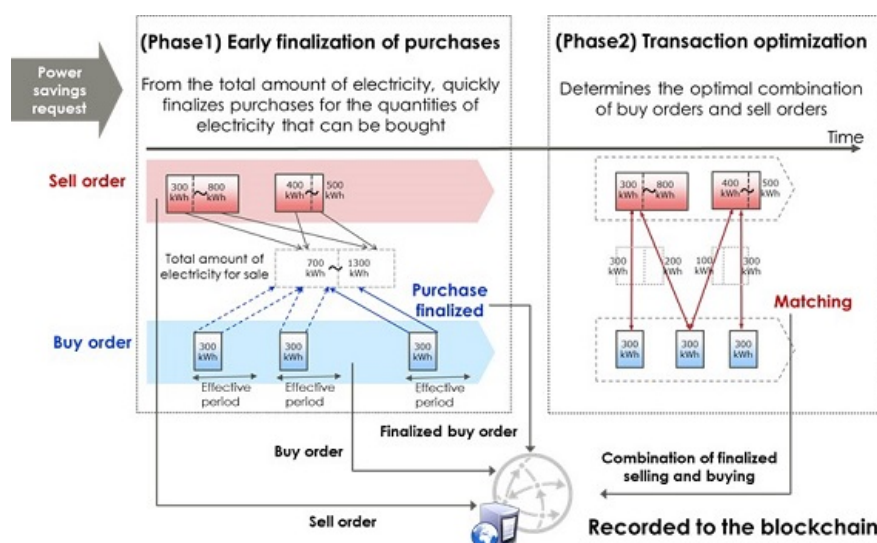 (Phase1) Early finalization of purchases
From the total amount of electricity, quickly
finalizes purchases for the quantities of
electricity that can be bought
(Phase2) Transaction optimization
Determines the optimal combination
of buy orders and sell orders
Power
savings
request
Time
Sell order
300
kWh
~
800
kWh
400
kWh
~
500
kWh
300
kWh
~
800
kWh
400
kWh
~
500
kWh
Total amount of
electricity for sale
700
kWh
~
1300
kWh
300
kWh
200
kWh
100
kWh
300
kWh
Purchase
finalized
Matching
Buy order
300
kWh
300
kWh
300
kWh
300
kWh
300
kWh
300
kWh
Effective
period
Effective
period
Effective
period
Finalized buy order
Buy order
Sell order
Combination of finalized
selling and buying
Recorded to the blockchain